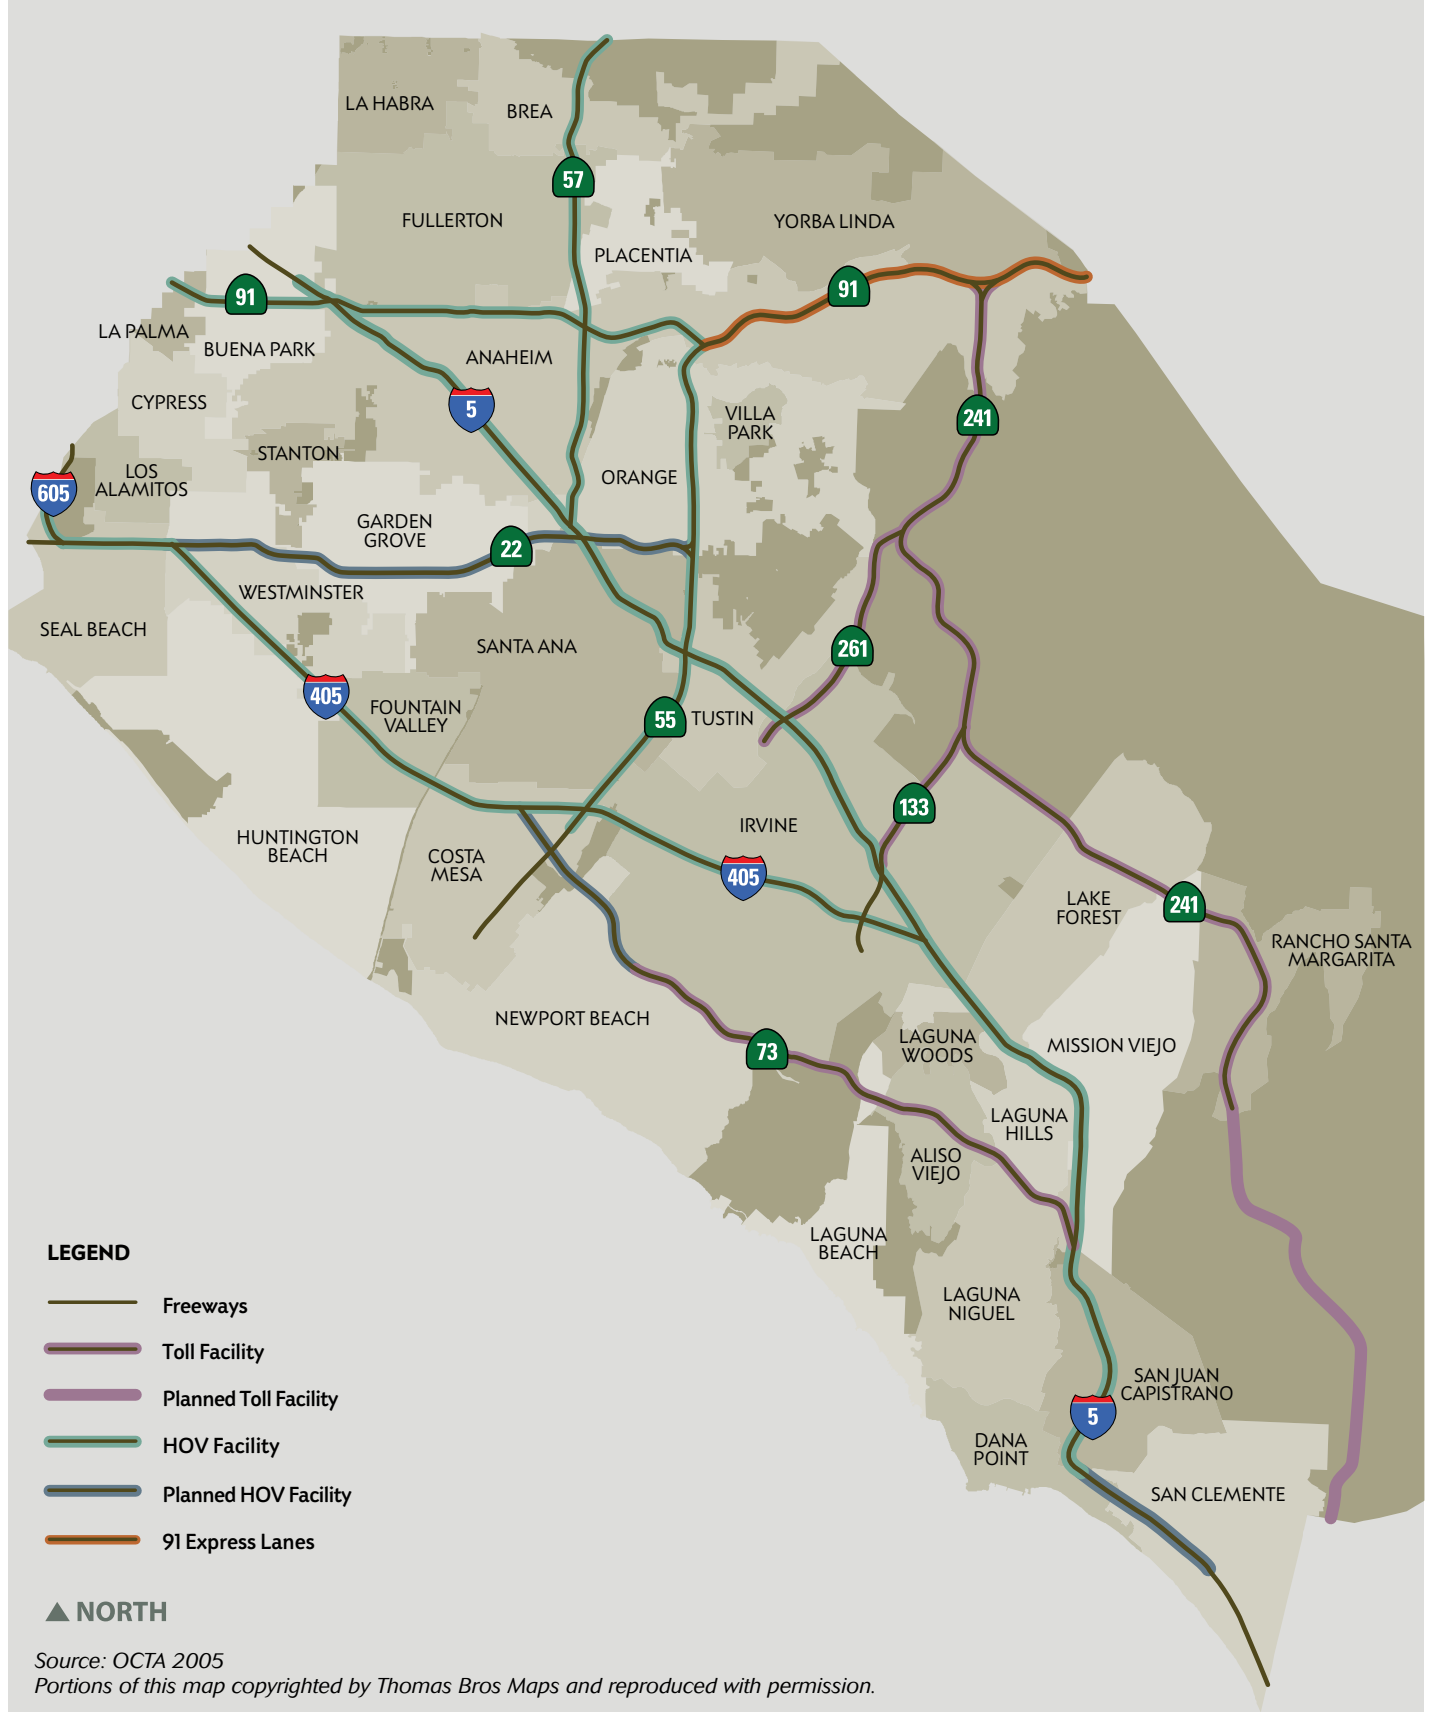 LA HABRA
BREA
57
FULLERTON
YORBA LINDA
PLACENTIA
91
91
LA PALMA
BUENA PARK
ANAHEIM
CYPRESS
5
VILLA
PARK
241
STANTON
LOS
ALAMITOS
ORANGE
605
GARDEN
GROVE
22
WESTMINSTER
SEAL BEACH
SANTA ANA
261
405
FOUNTAIN
VALLEY
55
TUSTIN
133
IRVINE
HUNTINGTON
BEACH
COSTA
MESA
405
LAKE
FOREST
241
RANCHO SANTA
MARGARITA
NEWPORT BEACH
73
LAGUNA
WOODS
MISSION VIEJO
LAGUNA
HILLS
ALISO
VIEJO
LAGUNA
BEACH
LAGUNA
NIGUEL
SAN JUAN
CAPISTRANO
5
DANA
POINT
SAN CLEMENTE
LEGEND
Freeways
Toll Facility
Planned Toll Facility
HOV Facility
Planned HOV Facility
91 Express Lanes
NORTH
Source: OCTA 2005
Portions of this map copyrighted by Thomas Bros Maps and reproduced with permission.